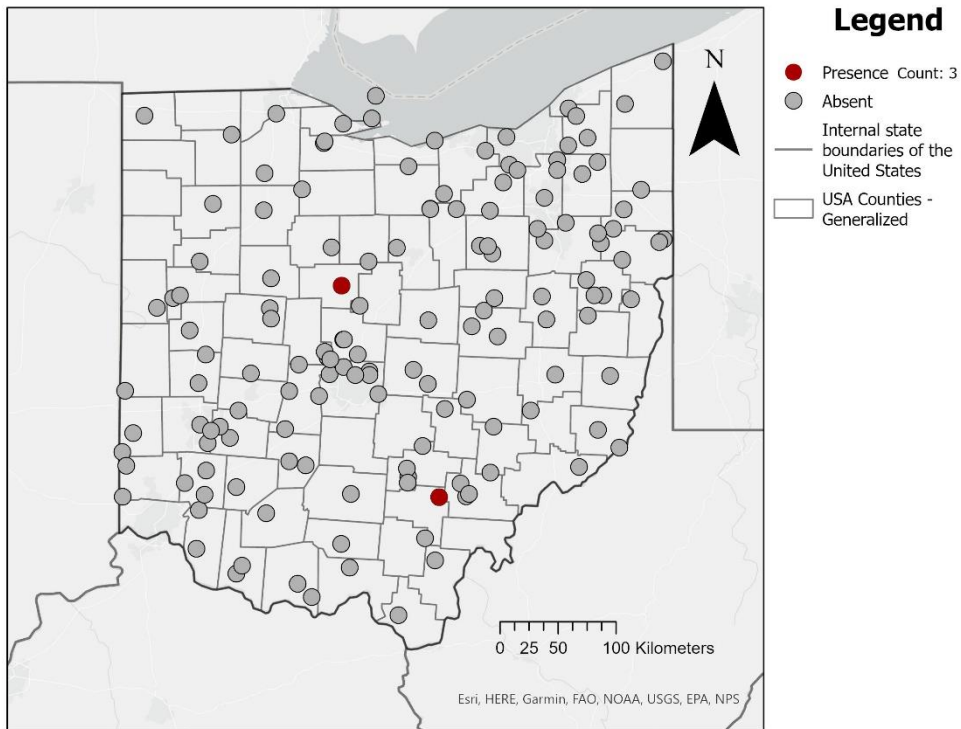 Legend
N
Presence Count: 3
Absent
Internal state
boundaries of the
United States
USA Counties -
Generalized
0 25 50 100 Kilometers
Esri, HERE, Garmin, FAO, NOAA, USGS, EPA, NPS